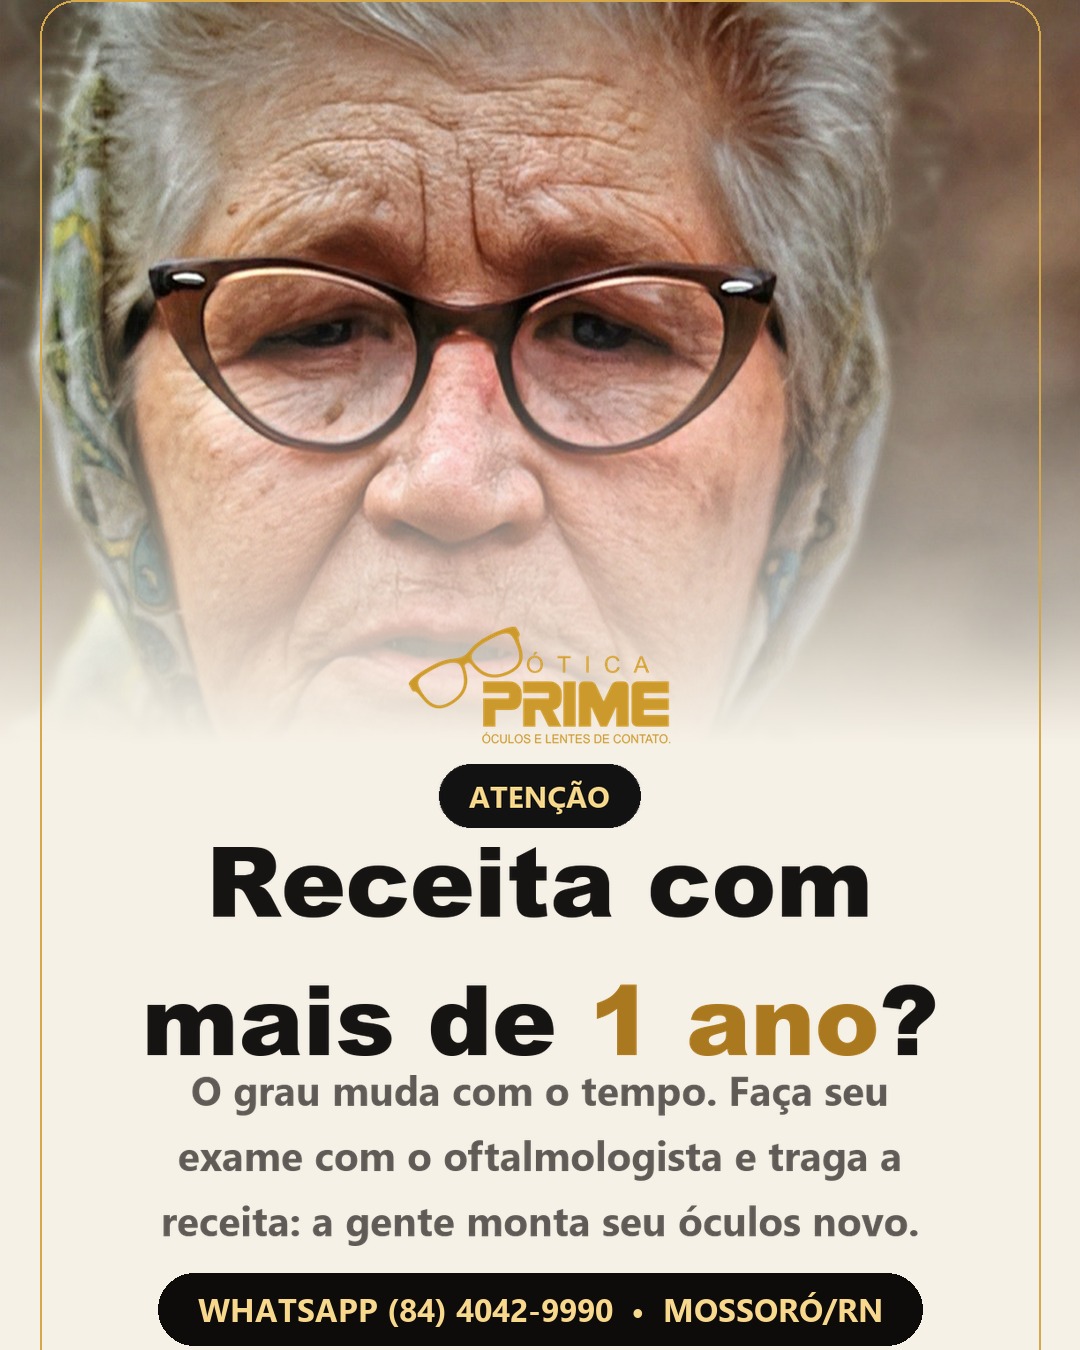 ÓTICA
PRIME
ÓCULOS E LENTES DE CONTATO.
ATENÇÃO
Receita com
mais de 1 ano?
O grau muda com o tempo. Faça seu
exame com o oftalmologista e traga a
receita: a gente monta seu óculos novo.
WHATSAPP (84) 4042-9990 • MOSSORÓ/RN